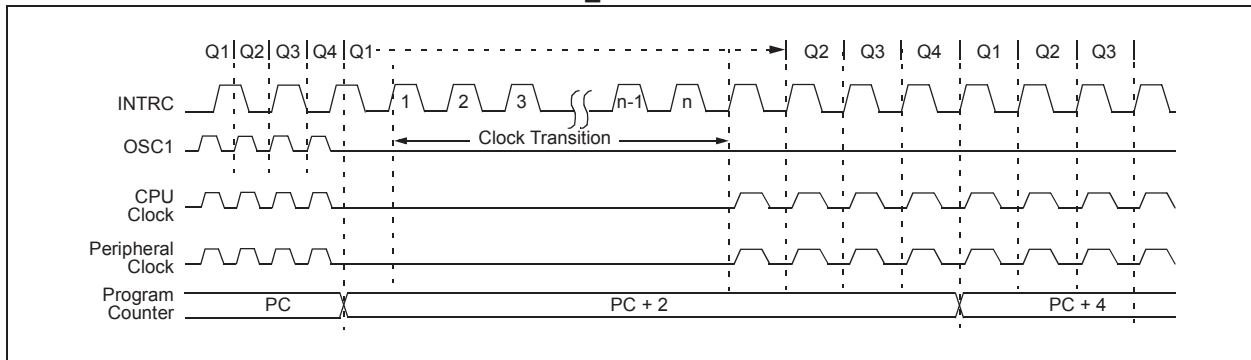 Q1 Q2 Q3 Q4 Q1 Q2 Q3 Q4 Q1 Q2 Q3
INTRC 1 2 3 n-1 n
OSC1 Clock Transition
CPU
Clock
Peripheral
Clock
Program
Counter PC PC + 2 PC + 4